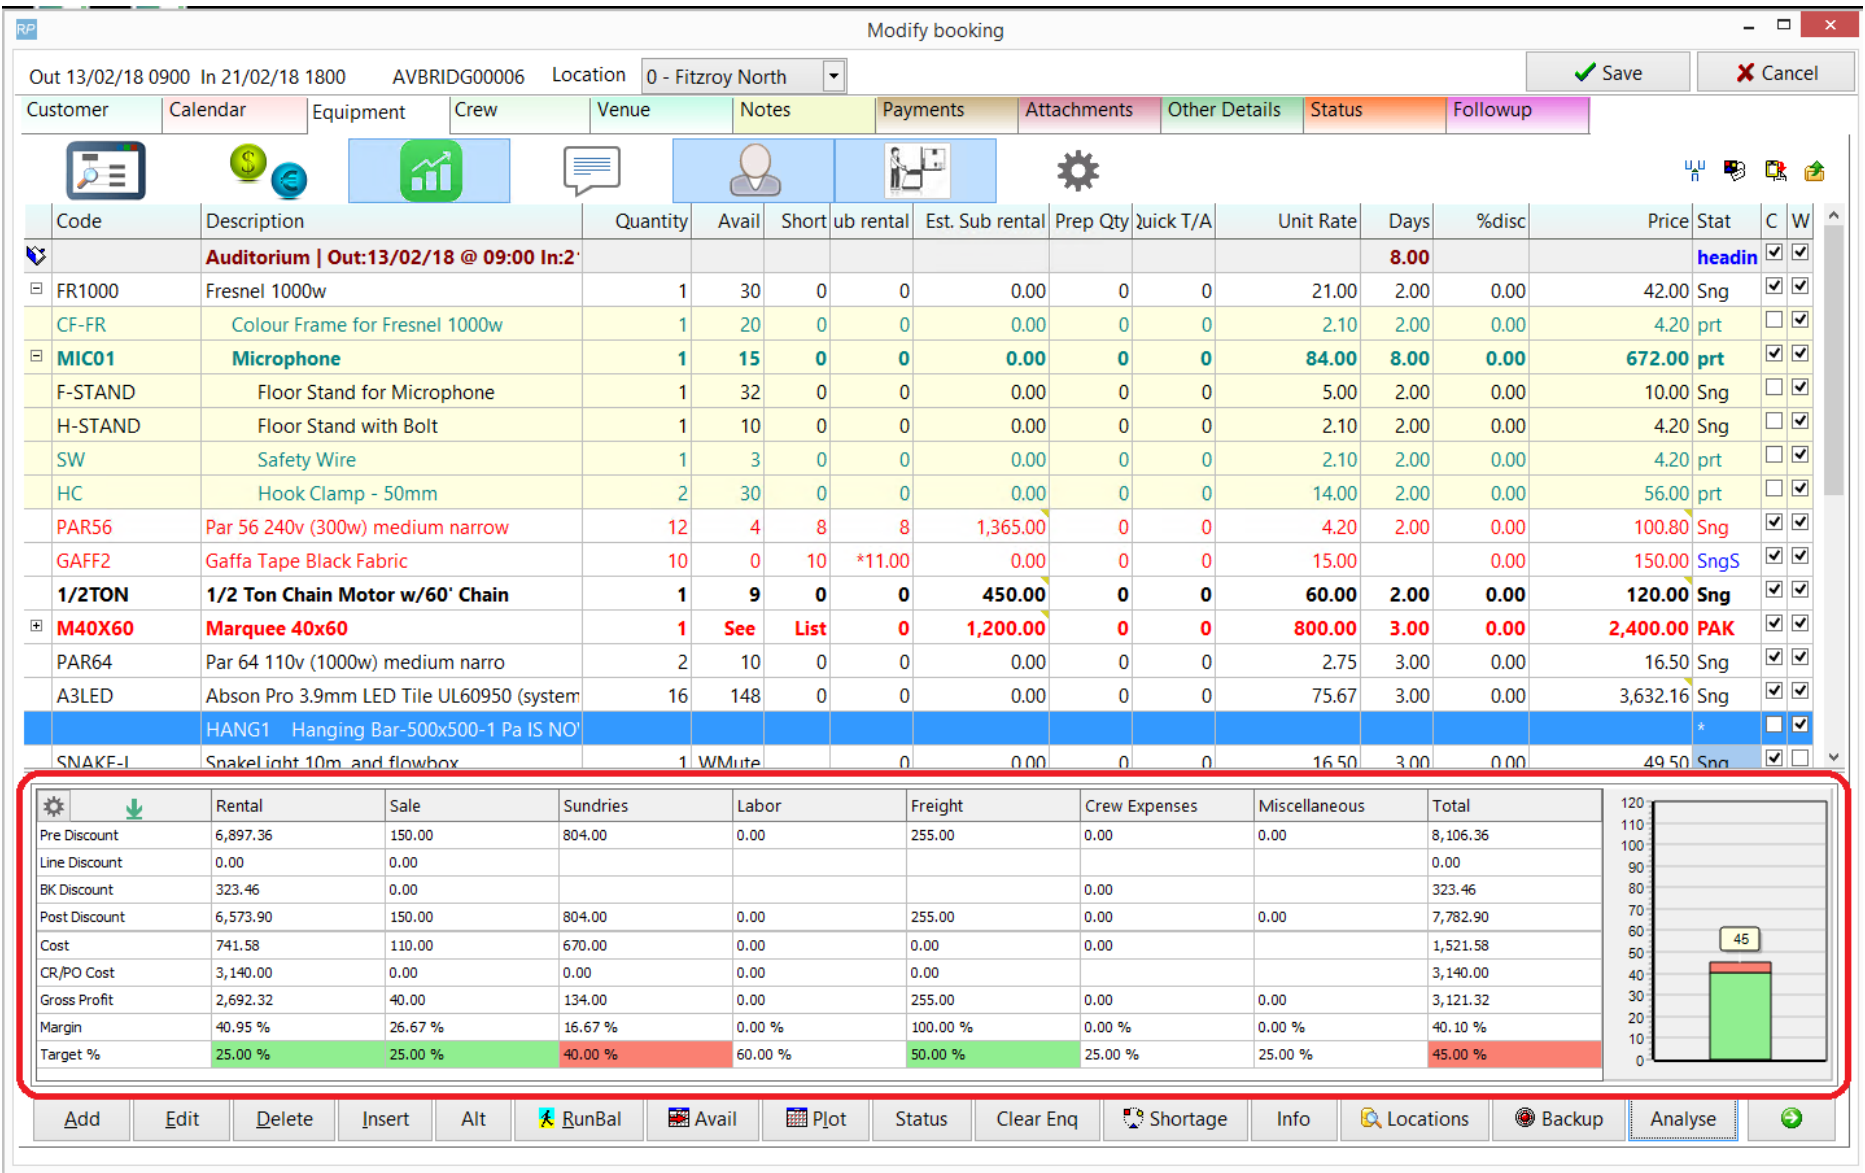 RP Modify booking
Out 13/02/18 0900 In 21/02/18 1800 AVBRIDG00006 Location 0 - Fitzroy North Save Cancel
Customer Calendar Equipment Crew Venue Notes Payments Attachments Other Details Status Followup
Code Description Quantity Avail Short ub rental Est. Sub rental Prep Qty Quick T/A Unit Rate Days %disc Price Stat C W
Auditorium | Out:13/02/18 @ 09:00 In:2 8.00 headin
FR1000 Fresnel 1000w 1 30 0 0 0.00 0 0 21.00 2.00 0.00 42.00 Sng
CF-FR Colour Frame for Fresnel 1000w 1 20 0 0 0.00 0 0 2.10 2.00 0.00 4.20 prt
MIC01 Microphone 1 15 0 0 0.00 0 0 84.00 8.00 0.00 672.00 prt
F-STAND Floor Stand for Microphone 1 32 0 0 0.00 0 0 5.00 2.00 0.00 10.00 Sng
H-STAND Floor Stand with Bolt 1 10 0 0 0.00 0 0 2.10 2.00 0.00 4.20 Sng
SW Safety Wire 1 3 0 0 0.00 0 0 2.10 2.00 0.00 4.20 prt
HC Hook Clamp - 50mm 2 30 0 0 0.00 0 0 14.00 2.00 0.00 56.00 prt
PAR56 Par 56 240v (300w) medium narrow 12 4 8 8 1,365.00 0 0 4.20 2.00 0.00 100.80 Sng
GAFF2 Gaffa Tape Black Fabric 10 0 10 *11.00 0.00 0 0 15.00 0.00 150.00 SngS
1/2TON 1/2 Ton Chain Motor w/60' Chain 1 9 0 0 450.00 0 0 60.00 2.00 0.00 120.00 Sng
M40X60 Marquee 40x60 1 See List 0 1,200.00 0 0 800.00 3.00 0.00 2,400.00 PAK
PAR64 Par 64 110v (1000w) medium narro 2 10 0 0 0.00 0 0 2.75 3.00 0.00 16.50 Sng
A3LED Abson Pro 3.9mm LED Tile UL60950 (system 16 148 0 0 0.00 0 0 75.67 3.00 0.00 3,632.16 Sng
HANG1 Hanging Bar-500x500-1 Pa IS NO *
SNAKE-L SnakeLight 10m and flowbox 1 WMute 0 0.00 0 0 16.50 3.00 0.00 49.50 Sng
Rental Sale Sundries Labor Freight Crew Expenses Miscellaneous Total
Pre Discount 6,897.36 150.00 804.00 0.00 255.00 0.00 0.00 8,106.36
Line Discount 0.00 0.00 0.00
BK Discount 323.46 0.00 0.00 323.46
Post Discount 6,573.90 150.00 804.00 0.00 255.00 0.00 0.00 7,782.90
Cost 741.58 110.00 670.00 0.00 0.00 0.00 1,521.58
CR/PO Cost 3,140.00 0.00 0.00 0.00 0.00 3,140.00
Gross Profit 2,692.32 40.00 134.00 0.00 255.00 0.00 0.00 3,121.32
Margin 40.95 % 26.67 % 16.67 % 0.00 % 100.00 % 0.00 % 0.00 % 40.10 %
Target % 25.00 % 25.00 % 40.00 % 60.00 % 50.00 % 25.00 % 25.00 % 45.00 %
120
110
100
90
80
70
60
50
40
30
20
10
0
45
Add Edit Delete Insert Alt RunBal Avail Plot Status Clear Enq Shortage Info Locations Backup Analyse